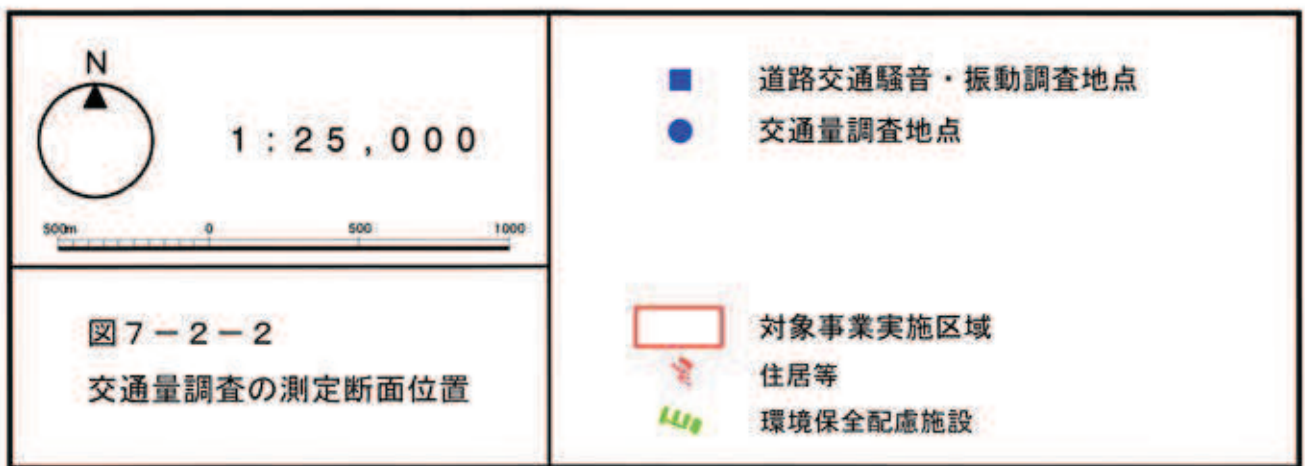 N
1:25,000
500m 0 500 1000
図7-2-2
交通量調査の測定断面位置
道路交通騒音・振動調査地点
交通量調査地点
対象事業実施区域
住居等
環境保全配慮施設